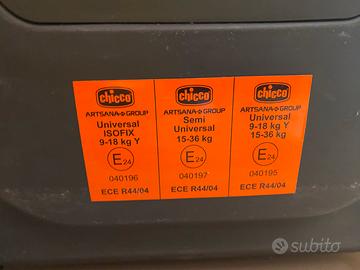 chicco
ARTSANA GROUP
Universal
ISOFIX
9-18 kg Y
E24
040196
ECE R44/04
chicco
ARTSANA GROUP
Semi
Universal
15-36 kg
E24
040197
ECE R44/04
chicco
ARTSANA GROUP
Universal
9-18 kg Y
15-36 kg
E24
040195
ECE R44/04
subito